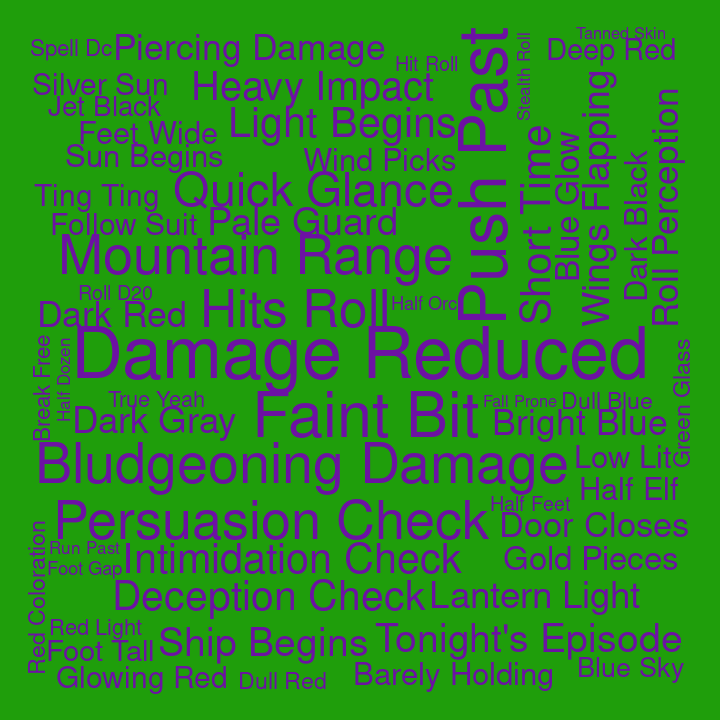 Tanned Skin
Spell Dc
Piercing Damage
Deep Red
Hit Roll
Stealth Roll
Push Past
Silver Sun
Heavy Impact
Jet Black
Light Begins
Feet Wide
Sun Begins
Wind Picks
Short Time
Blue Glow
Wings Flapping
Dark Black
Roll Perception
Ting Ting
Quick Glance
Follow Suit
Pale Guard
Mountain Range
Roll D20
Hits Roll
Half Orc
Dark Red
Damage Reduced
Break Free
Half Dozen
Green Glass
True Yeah
Faint Bit
Fall Prone
Dull Blue
Dark Gray
Bright Blue
Bludgeoning Damage
Low Lit
Half Elf
Persuasion Check
Half Feet
Door Closes
Red Coloration
Run Past
Intimidation Check
Gold Pieces
Foot Gap
Deception Check
Lantern Light
Red Light
Foot Tall
Ship Begins
Tonight's Episode
Glowing Red
Dull Red
Barely Holding
Blue Sky